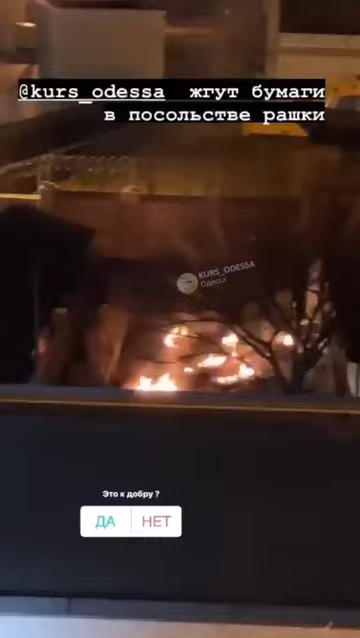 @kurs_odessa жгут бумаги
в посольстве рашки
KURS_ODESSA
Одесса
Это к добру ?
ДА НЕТ